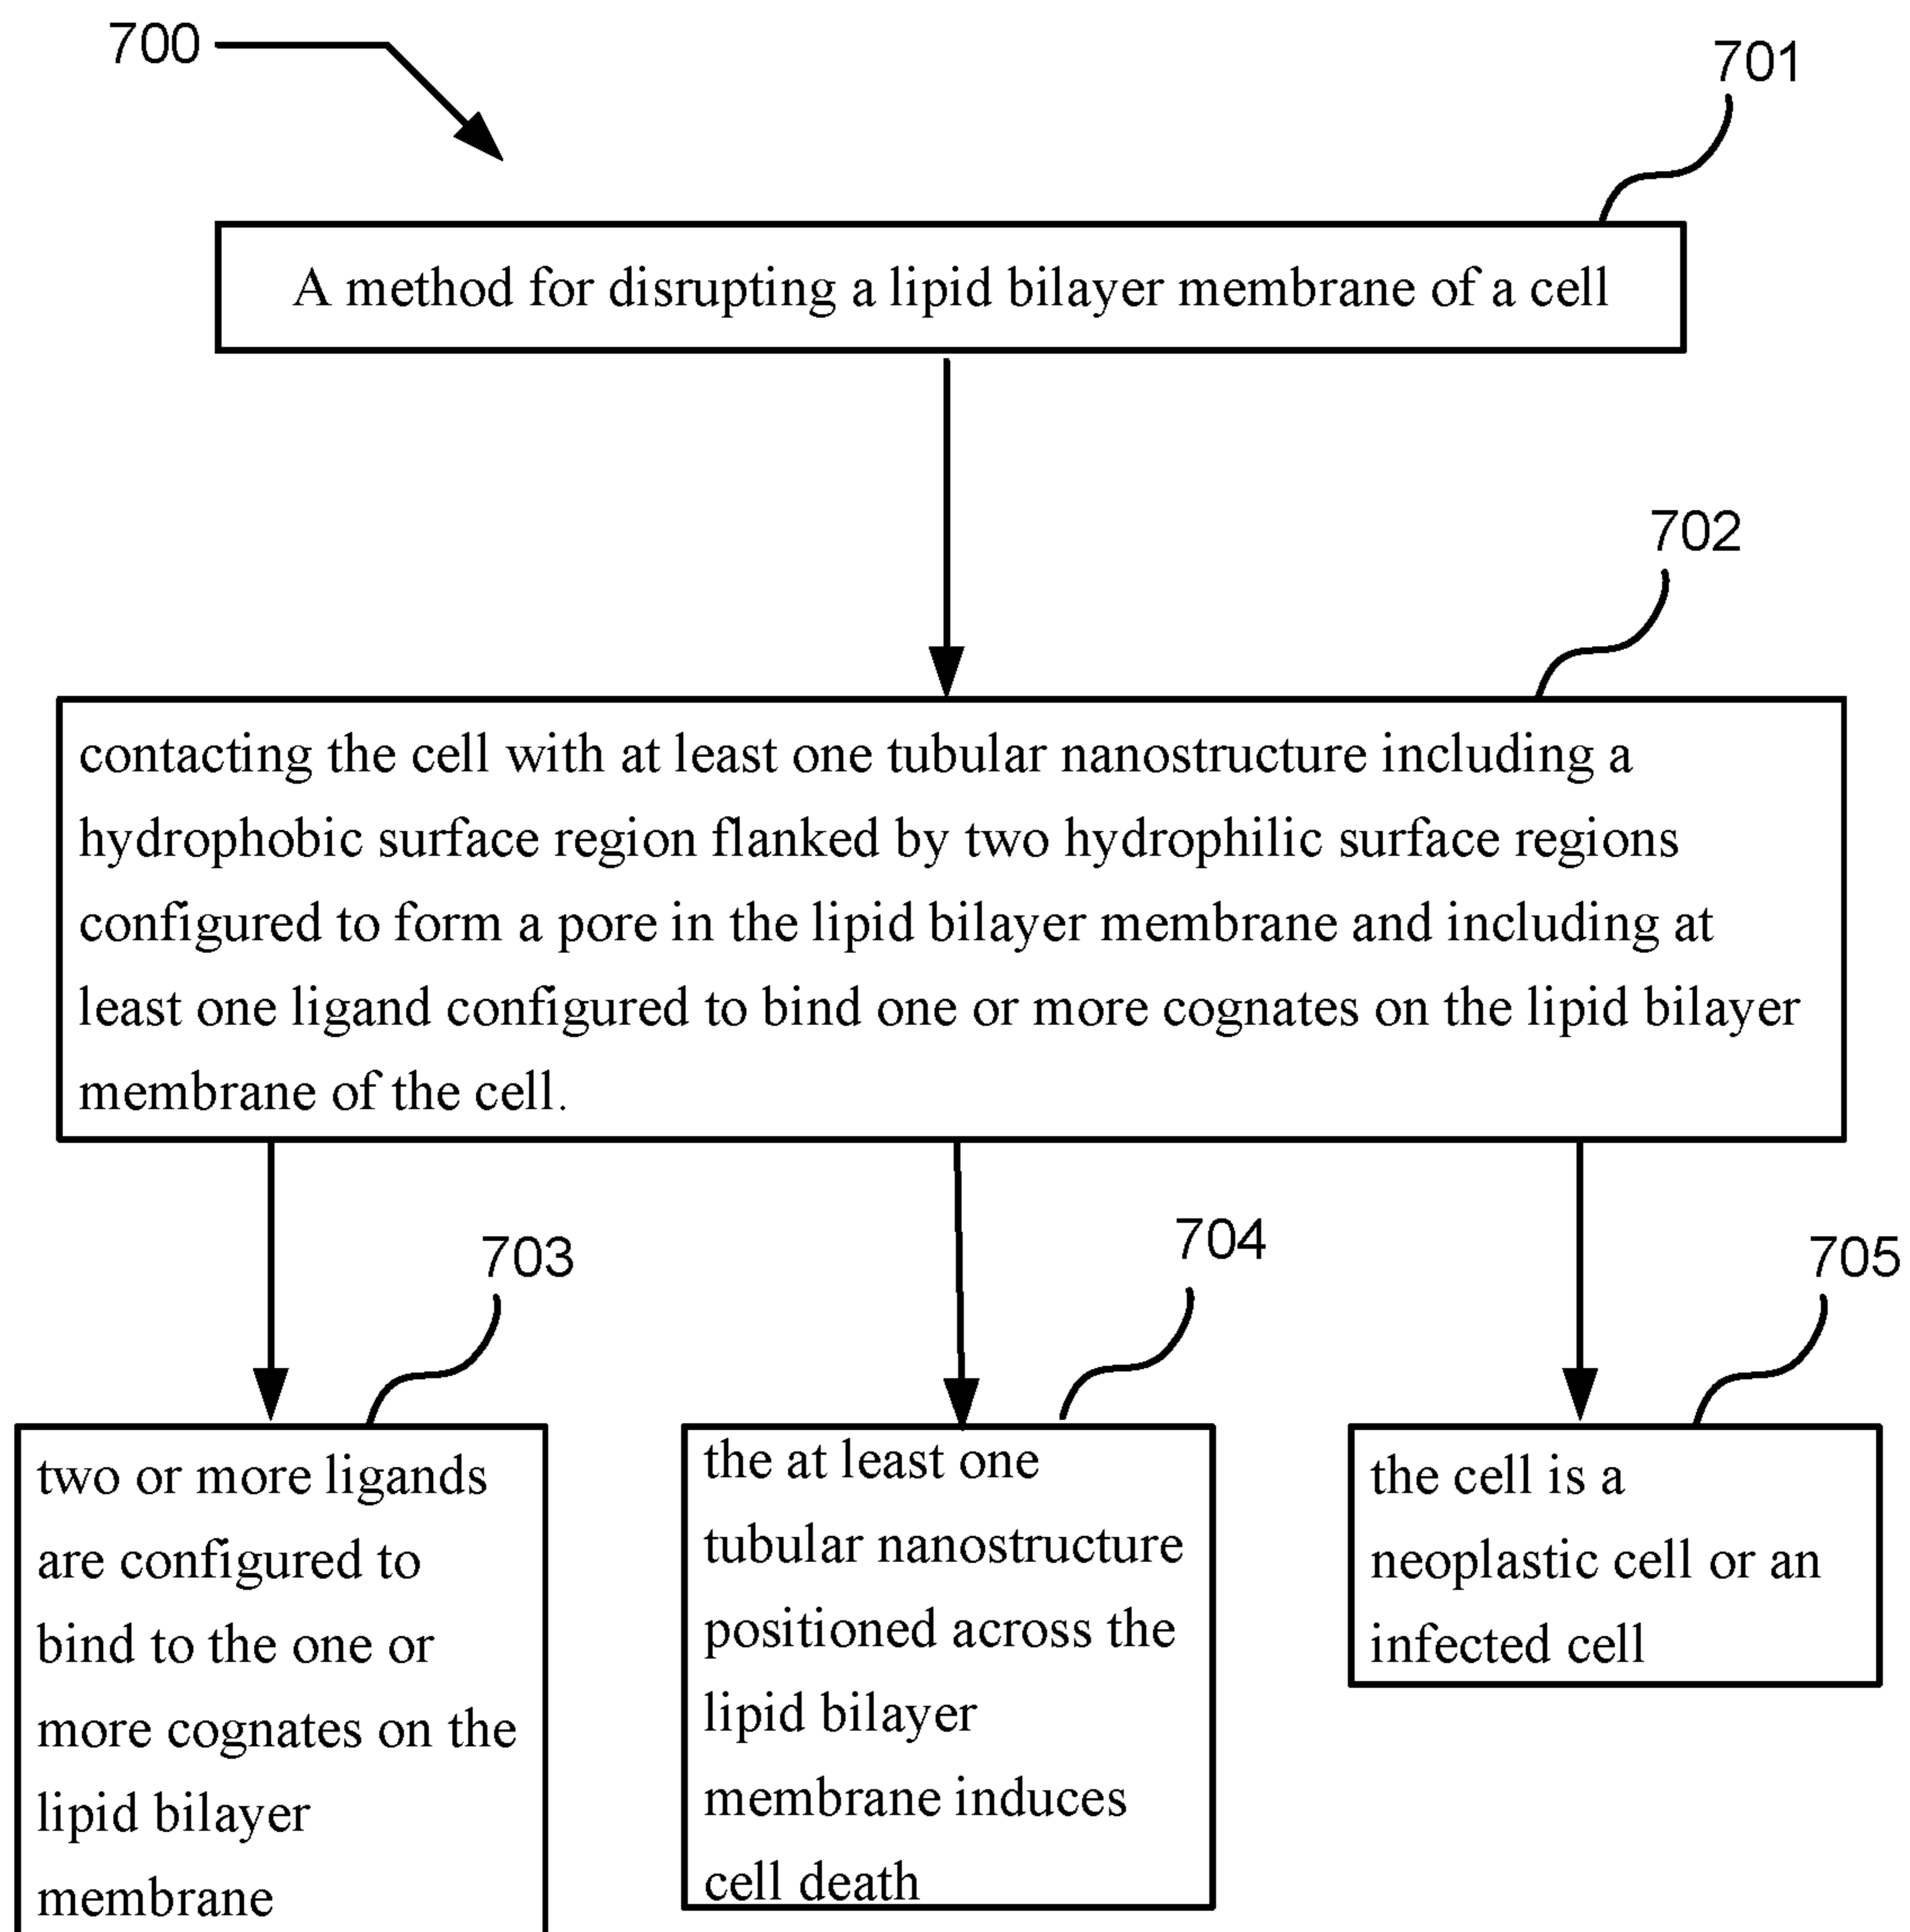 700
701
A method for disrupting a lipid bilayer membrane of a cell
702
contacting the cell with at least one tubular nanostructure including a
hydrophobic surface region flanked by two hydrophilic surface regions
configured to form a pore in the lipid bilayer membrane and including at
least one ligand configured to bind one or more cognates on the lipid bilayer
membrane of the cell.
703
two or more ligands
are configured to
bind to the one or
more cognates on the
lipid bilayer
membrane
704
the at least one
tubular nanostructure
positioned across the
lipid bilayer
membrane induces
cell death
705
the cell is a
neoplastic cell or an
infected cell